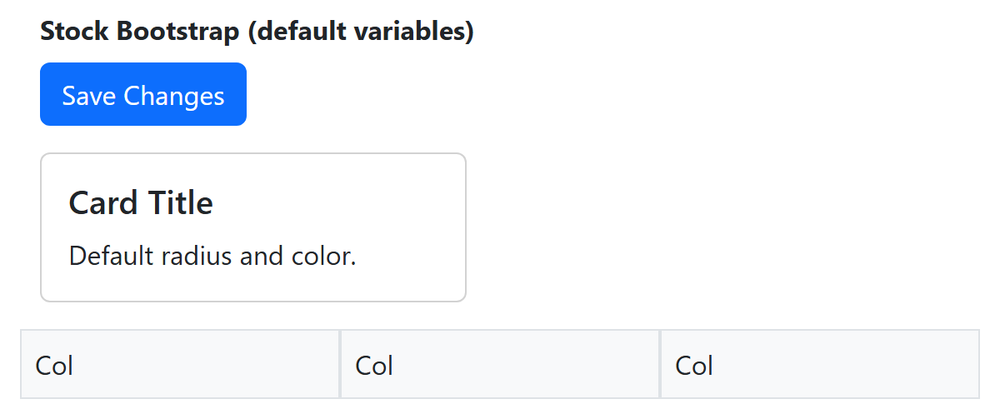 Stock Bootstrap (default variables)
Save Changes
Card Title
Default radius and color.
Col Col Col